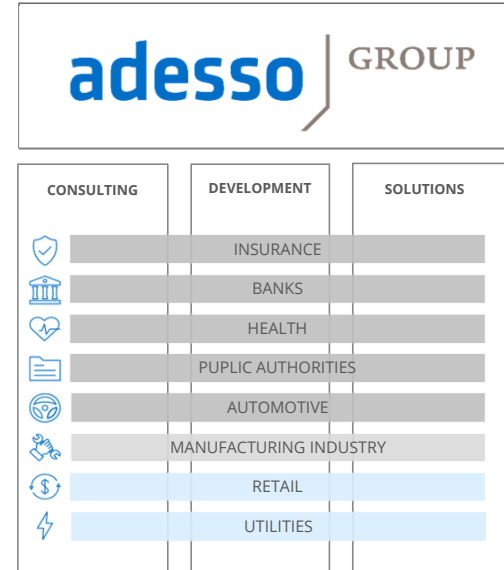 adesso GROUP
CONSULTING DEVELOPMENT SOLUTIONS
INSURANCE
BANKS
HEALTH
PUPLIC AUTHORITIES
AUTOMOTIVE
MANUFACTURING INDUSTRY
$ RETAIL
UTILITIES